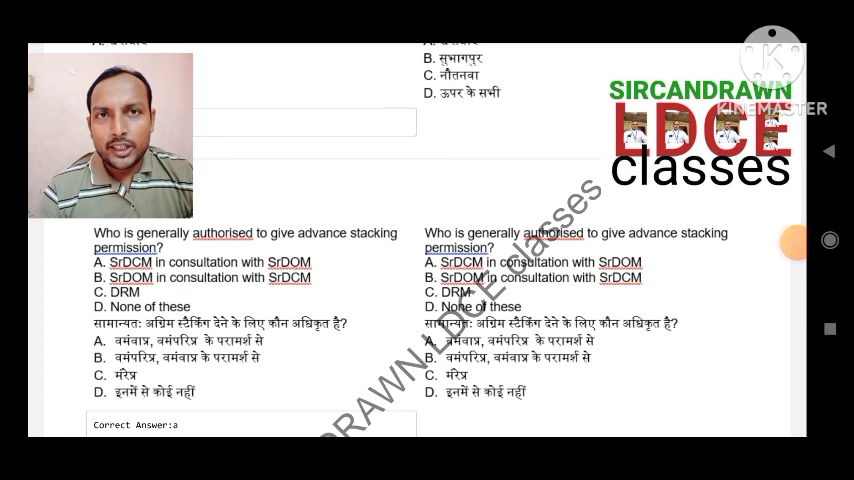 B. सुभागपुर
C. नौतनवा
D. ऊपर के सभी
SIRCANDRAWN
KINEMASTER
LDCE
classes
Who is generally authorised to give advance stacking
permission?
A. SrDCM in consultation with SrDOM
B. SrDOM in consultation with SrDCM
C. DRM
D. None of these
सामान्यतः अग्रिम स्टैकिंग देने के लिए कौन अधिकृत है?
A. वमंवाप्र, वमंपरिप्र के परामर्श से
B. वमंपरिप्र, वमंवाप्र के परामर्श से
C. मंरेप्र
D. इनमें से कोई नहीं
Correct Answer:a
Who is generally authorised to give advance stacking
permission?
A. SrDCM in consultation with SrDOM
B. SrDOM in consultation with SrDCM
C. DRM
D. None of these
सामान्यतः अग्रिम स्टैकिंग देने के लिए कौन अधिकृत है?
A. वमंवाप्र, वमंपरिप्र के परामर्श से
B. वमंपरिप्र, वमंवाप्र के परामर्श से
C. मंरेप्र
D. इनमें से कोई नहीं
DRAWN LDCE classes